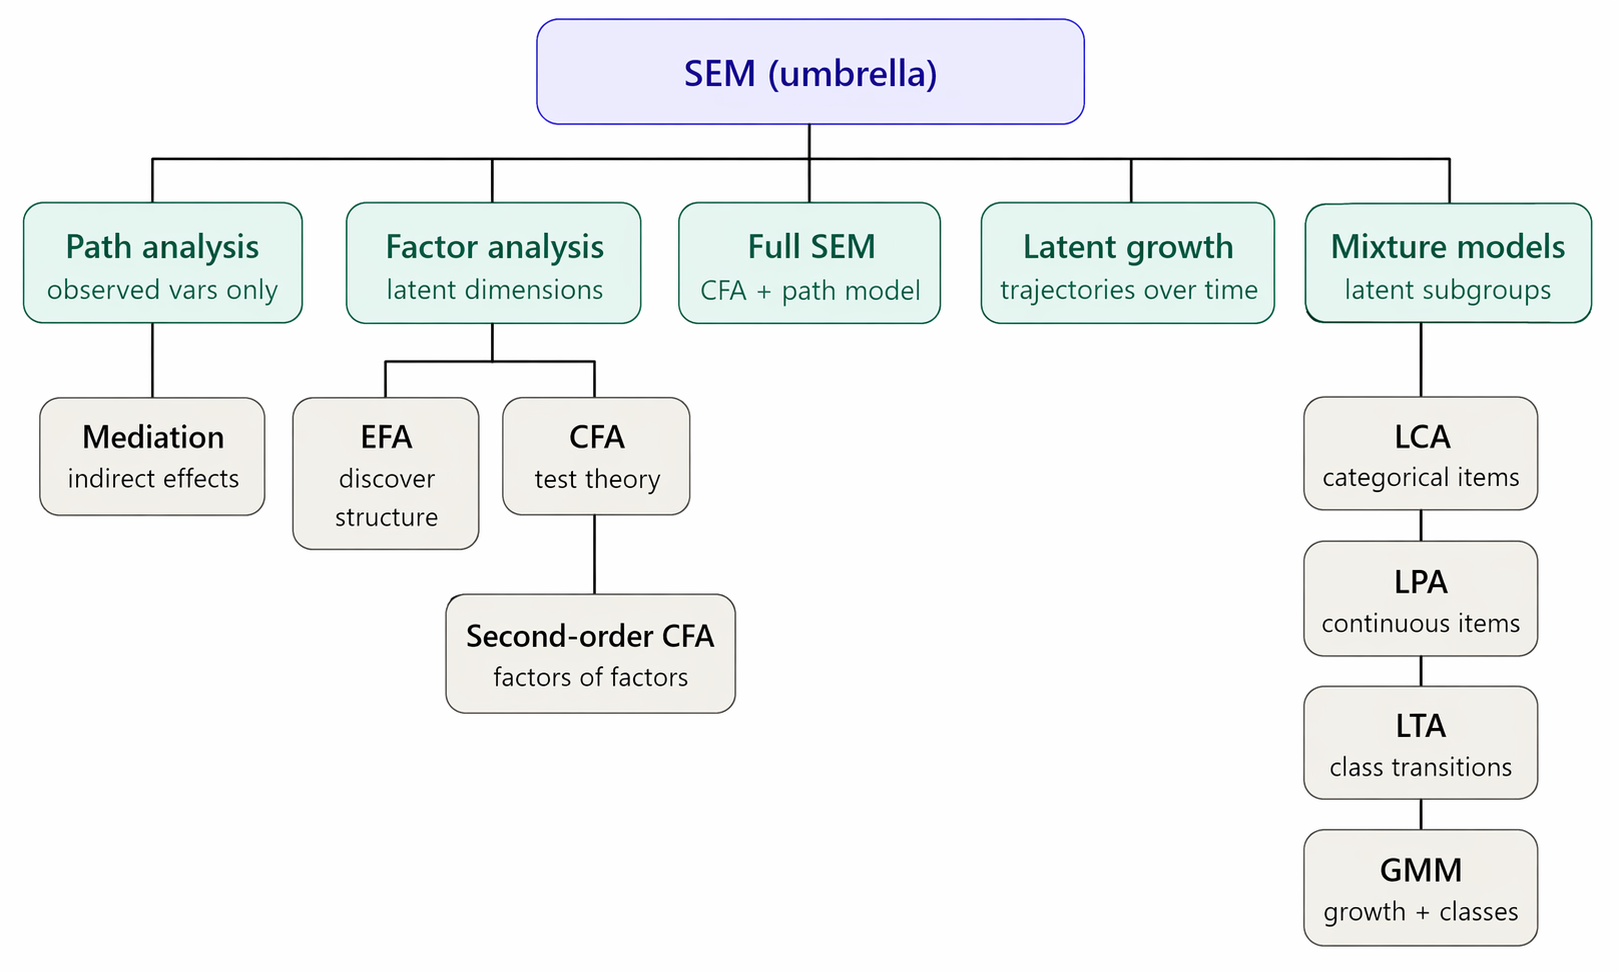 SEM (umbrella)
Path analysis
observed vars only
Factor analysis
latent dimensions
Full SEM
CFA + path model
Latent growth
trajectories over time
Mixture models
latent subgroups
Mediation
indirect effects
EFA
discover
structure
CFA
test theory
LCA
categorical items
LPA
continuous items
Second-order CFA
factors of factors
LTA
class transitions
GMM
growth + classes